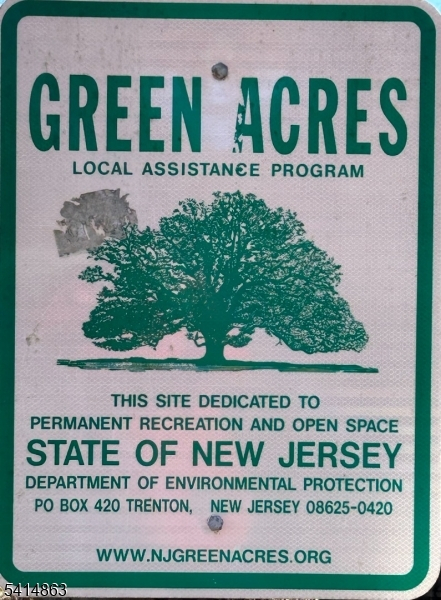 GREEN ACRES
LOCAL ASSISTANCE PROGRAM
THIS SITE DEDICATED TO
PERMANENT RECREATION AND OPEN SPACE
STATE OF NEW JERSEY
DEPARTMENT OF ENVIRONMENTAL PROTECTION
PO BOX 420 TRENTON, NEW JERSEY 08625-0420
WWW.NJGREENACRES.ORG
5414863